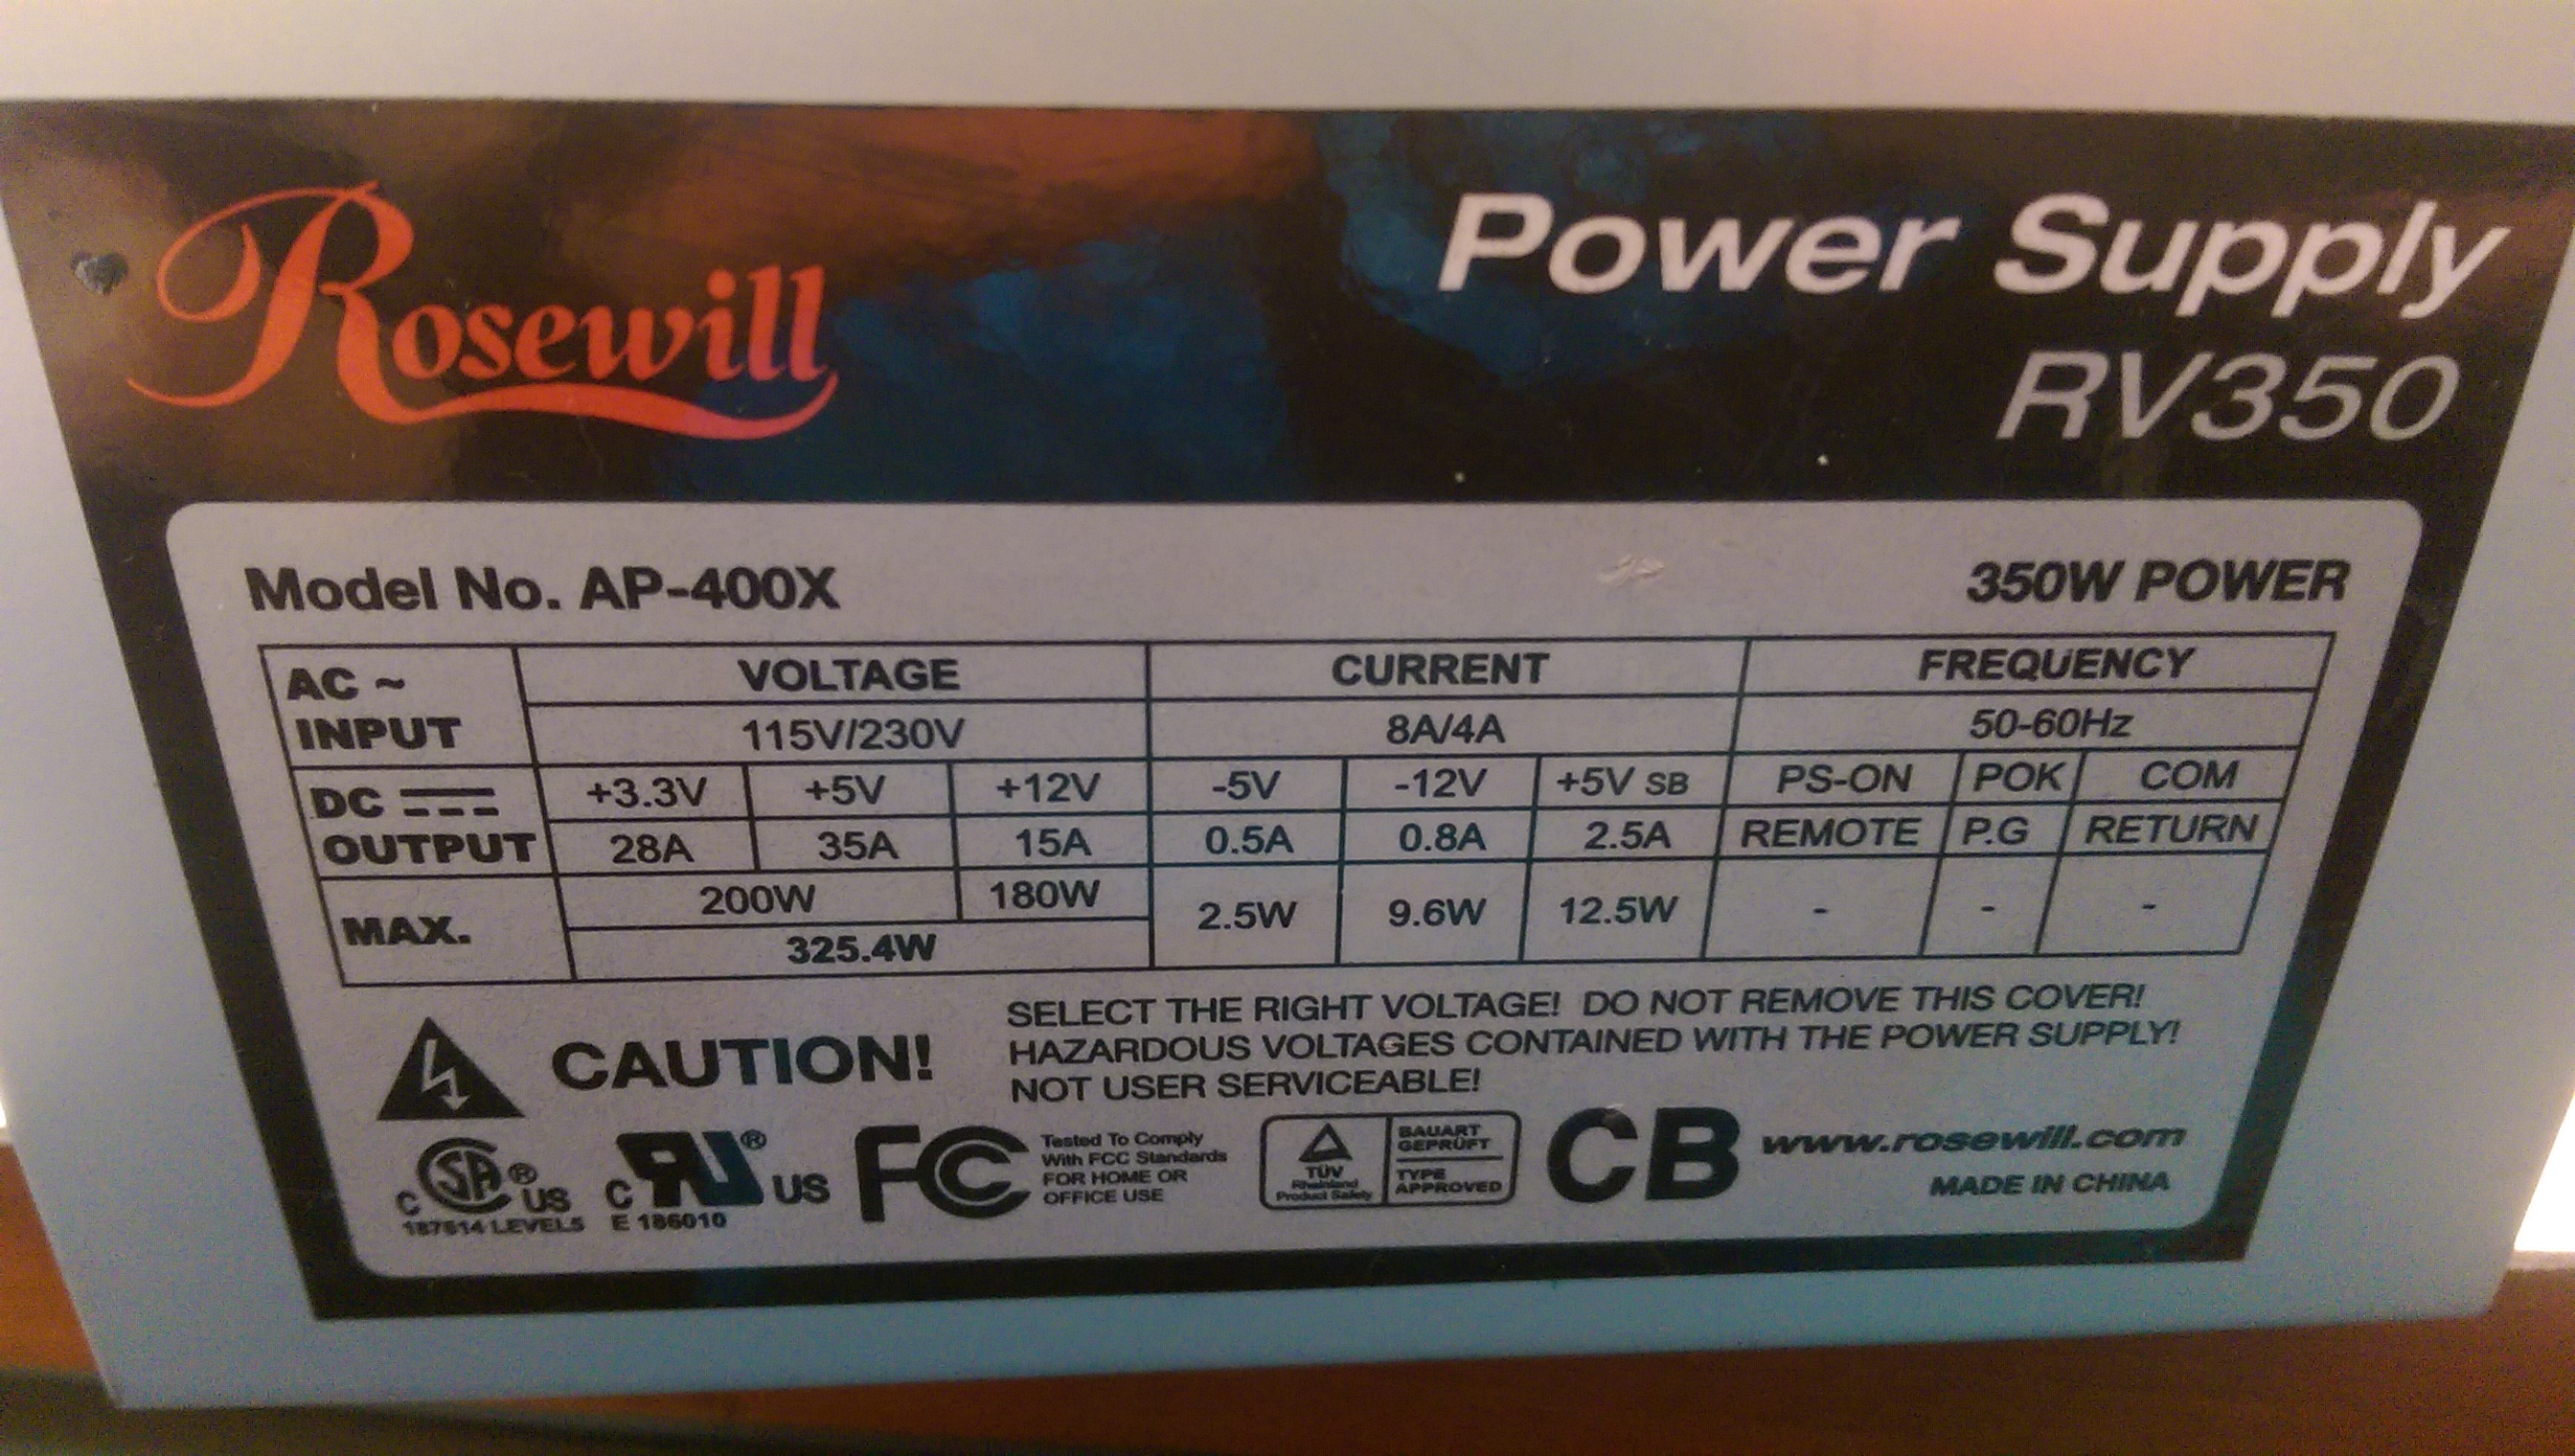 Rosewill
Power Supply
RV350
Model No. AP-400X 350W POWER
AC ~ INPUT VOLTAGE CURRENT FREQUENCY
115V/230V 8A/4A 50-60Hz
DC OUTPUT +3.3V +5V +12V -5V -12V +5V SB PS-ON POK COM
28A 35A 15A 0.5A 0.8A 2.5A REMOTE P.G RETURN
MAX. 200W 180W 2.5W 9.6W 12.5W - - -
325.4W
CAUTION!
SELECT THE RIGHT VOLTAGE! DO NOT REMOVE THIS COVER!
HAZARDOUS VOLTAGES CONTAINED WITH THE POWER SUPPLY!
NOT USER SERVICEABLE!
C SA ® US
187814 LEVEL5
C RU ® US
E 186010
FC
Tested To Comply
With FCC Standards
FOR HOME OR
OFFICE USE
TÜV
Rheinland
Product Safety
BAUART
GEPRÜFT
TYPE
APPROVED
CB
www.rosewill.com
MADE IN CHINA